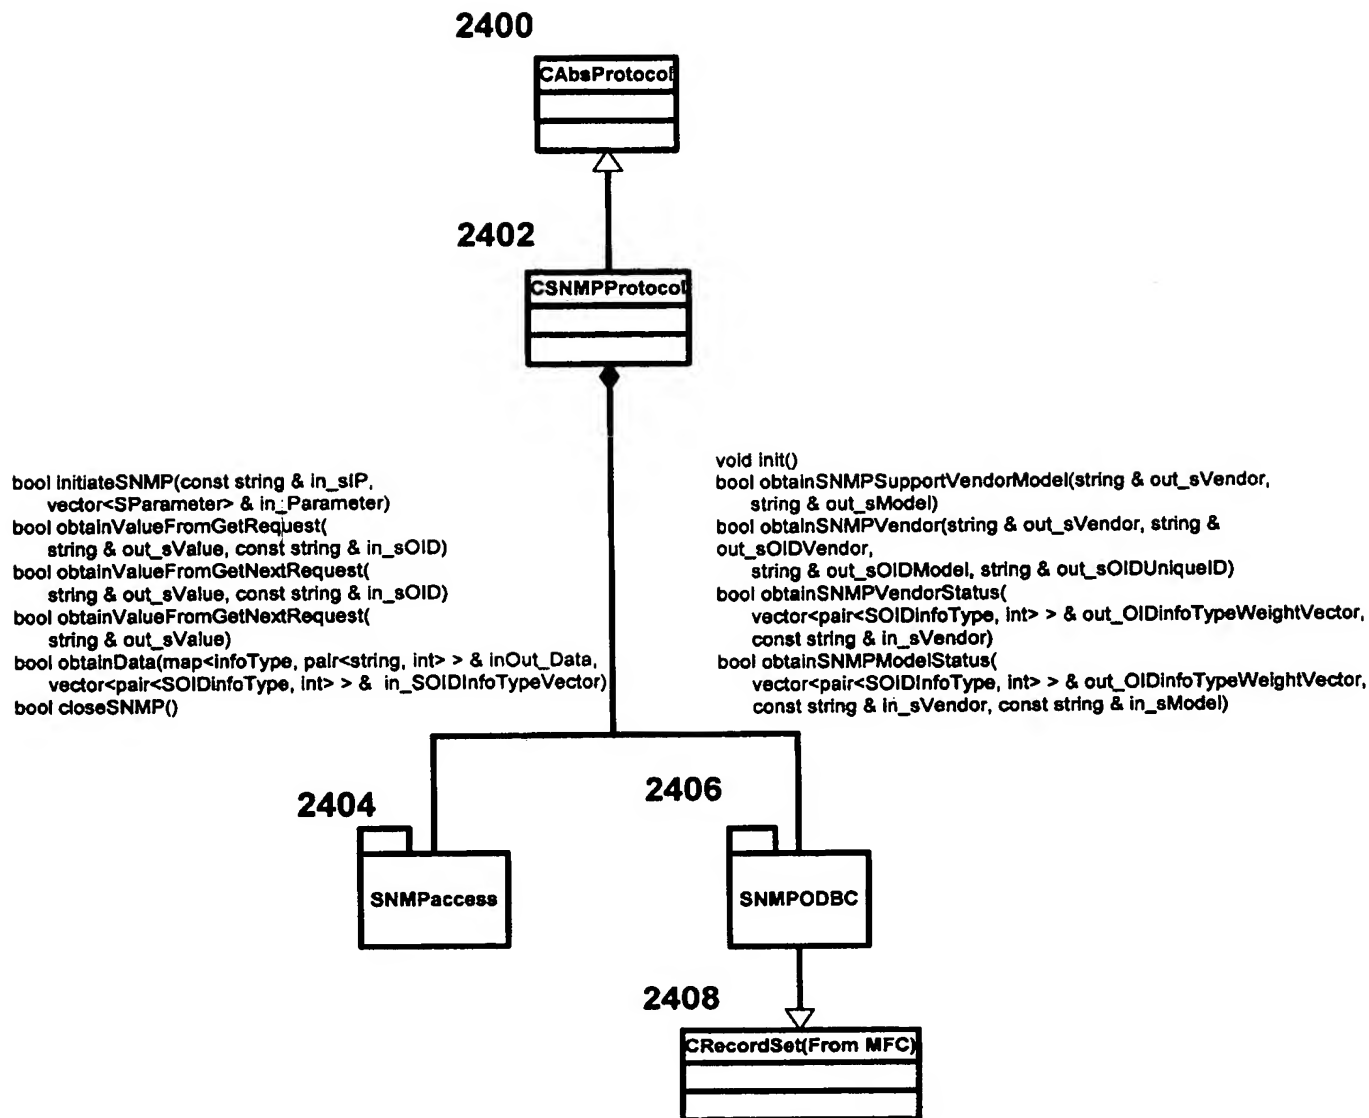 2400
CAbsProtocol
2402
CSNMPProtocol
bool initiateSNMP(const string & in_sIP,
vector<SParameter> & in_Parameter)
bool obtainValueFromGetRequest(
string & out_sValue, const string & in_sOID)
bool obtainValueFromGetNextRequest(
string & out_sValue, const string & in_sOID)
bool obtainValueFromGetNextRequest(
string & out_sValue)
bool obtainData(map<infoType, pair<string, int> > & inOut_Data,
vector<pair<SOIDinfoType, int> > & in_SOIDinfoTypeVector)
bool closeSNMP()
void init()
bool obtainSNMPSupportVendorModel(string & out_sVendor,
string & out_sModel)
bool obtainSNMPVendor(string & out_sVendor, string &
out_sOIDVendor,
string & out_sOIDModel, string & out_sOIDUniqueID)
bool obtainSNMPVendorStatus(
vector<pair<SOIDinfoType, int> > & out_OIDinfoTypeWeightVector,
const string & in_sVendor)
bool obtainSNMPModelStatus(
vector<pair<SOIDinfoType, int> > & out_OIDinfoTypeWeightVector,
const string & in_sVendor, const string & in_sModel)
2404
SNMPaccess
2406
SNMPODBC
2408
CRecordSet(From MFC)